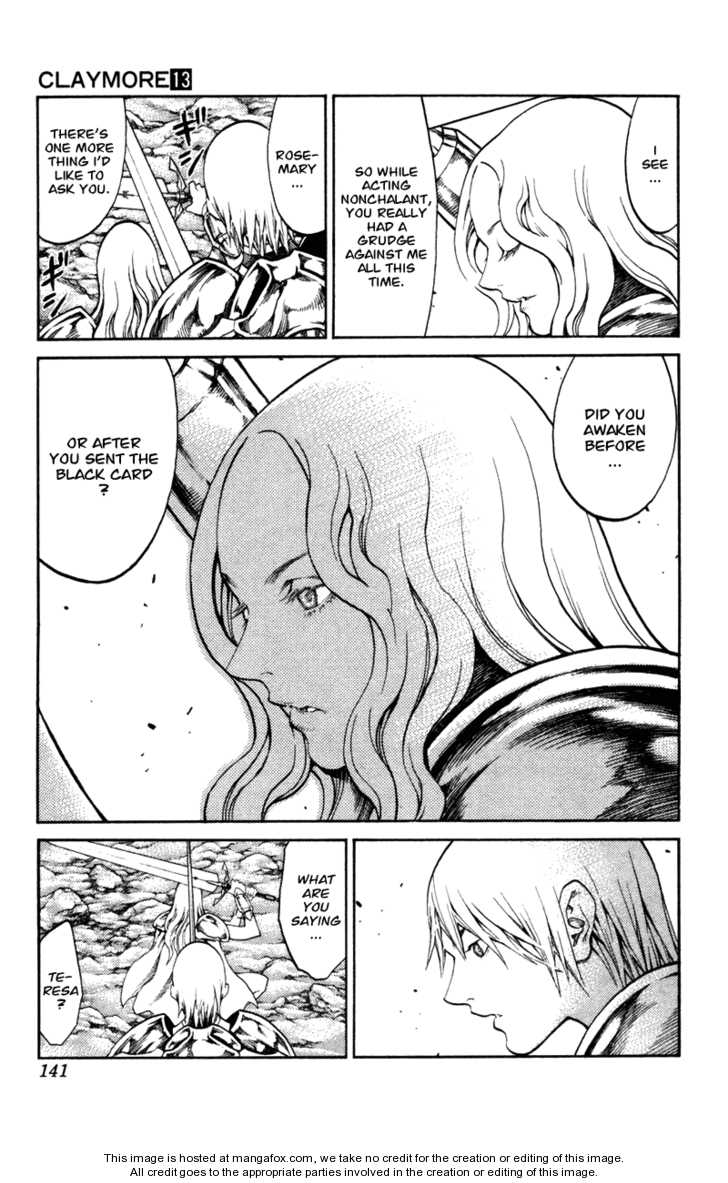 CLAYMORE 13
I
SEE
...
SO WHILE
ACTING
NONCHALANT,
YOU REALLY
HAD A
GRUDGE
AGAINST ME
ALL THIS
TIME.
ROSE-
MARY
...
THERE'S
ONE MORE
THING I'D
LIKE TO
ASK YOU.
ギギ
ギギ
DID YOU
AWAKEN
BEFORE
...
OR AFTER
YOU SENT THE
BLACK CARD
?
WHAT
ARE
YOU
SAYING
...
TE-
RESA
?
141
This image is hosted at mangafox.com, we take no credit for the creation or editing of this image.
All credit goes to the appropriate parties involved in the creation or editing of this image.